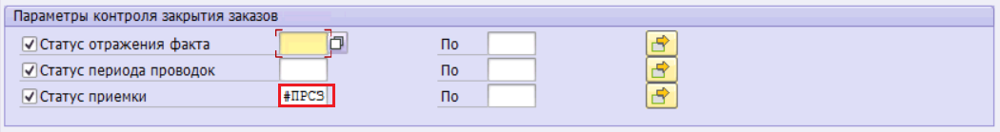 Параметры контроля закрытия заказов
Статус отражения факта По
Статус периода проводок По
Статус приемки #ПРСЗ По